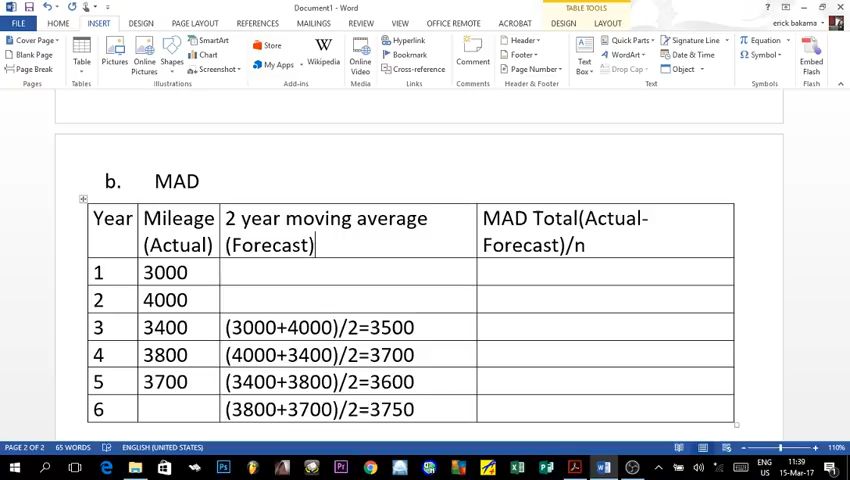 Document1 - Word
TABLE TOOLS
FILE HOME INSERT DESIGN PAGE LAYOUT REFERENCES MAILINGS REVIEW VIEW OFFICE REMOTE ACROBAT DESIGN LAYOUT erick bakama
Cover Page
Blank Page
Page Break
Pages
Table
Tables
Pictures
Online Pictures
Shapes
SmartArt
Chart
Screenshot
Illustrations
Store
My Apps
Wikipedia
Add-ins
Online Video
Media
Hyperlink
Bookmark
Cross-reference
Links
Comment
Comments
Header
Footer
Page Number
Header & Footer
Text Box
Quick Parts
WordArt
Drop Cap
Signature Line
Date & Time
Object
Text
Equation
Symbol
Symbols
Embed Flash
Flash
b. MAD
Year Mileage (Actual) 2 year moving average (Forecast) MAD Total(Actual-Forecast)/n
1 3000
2 4000
3 3400 (3000+4000)/2=3500
4 3800 (4000+3400)/2=3700
5 3700 (3400+3800)/2=3600
6 (3800+3700)/2=3750
PAGE 2 OF 2 65 WORDS ENGLISH (UNITED STATES) 110%
ENG US
11:39
15-Mar-17